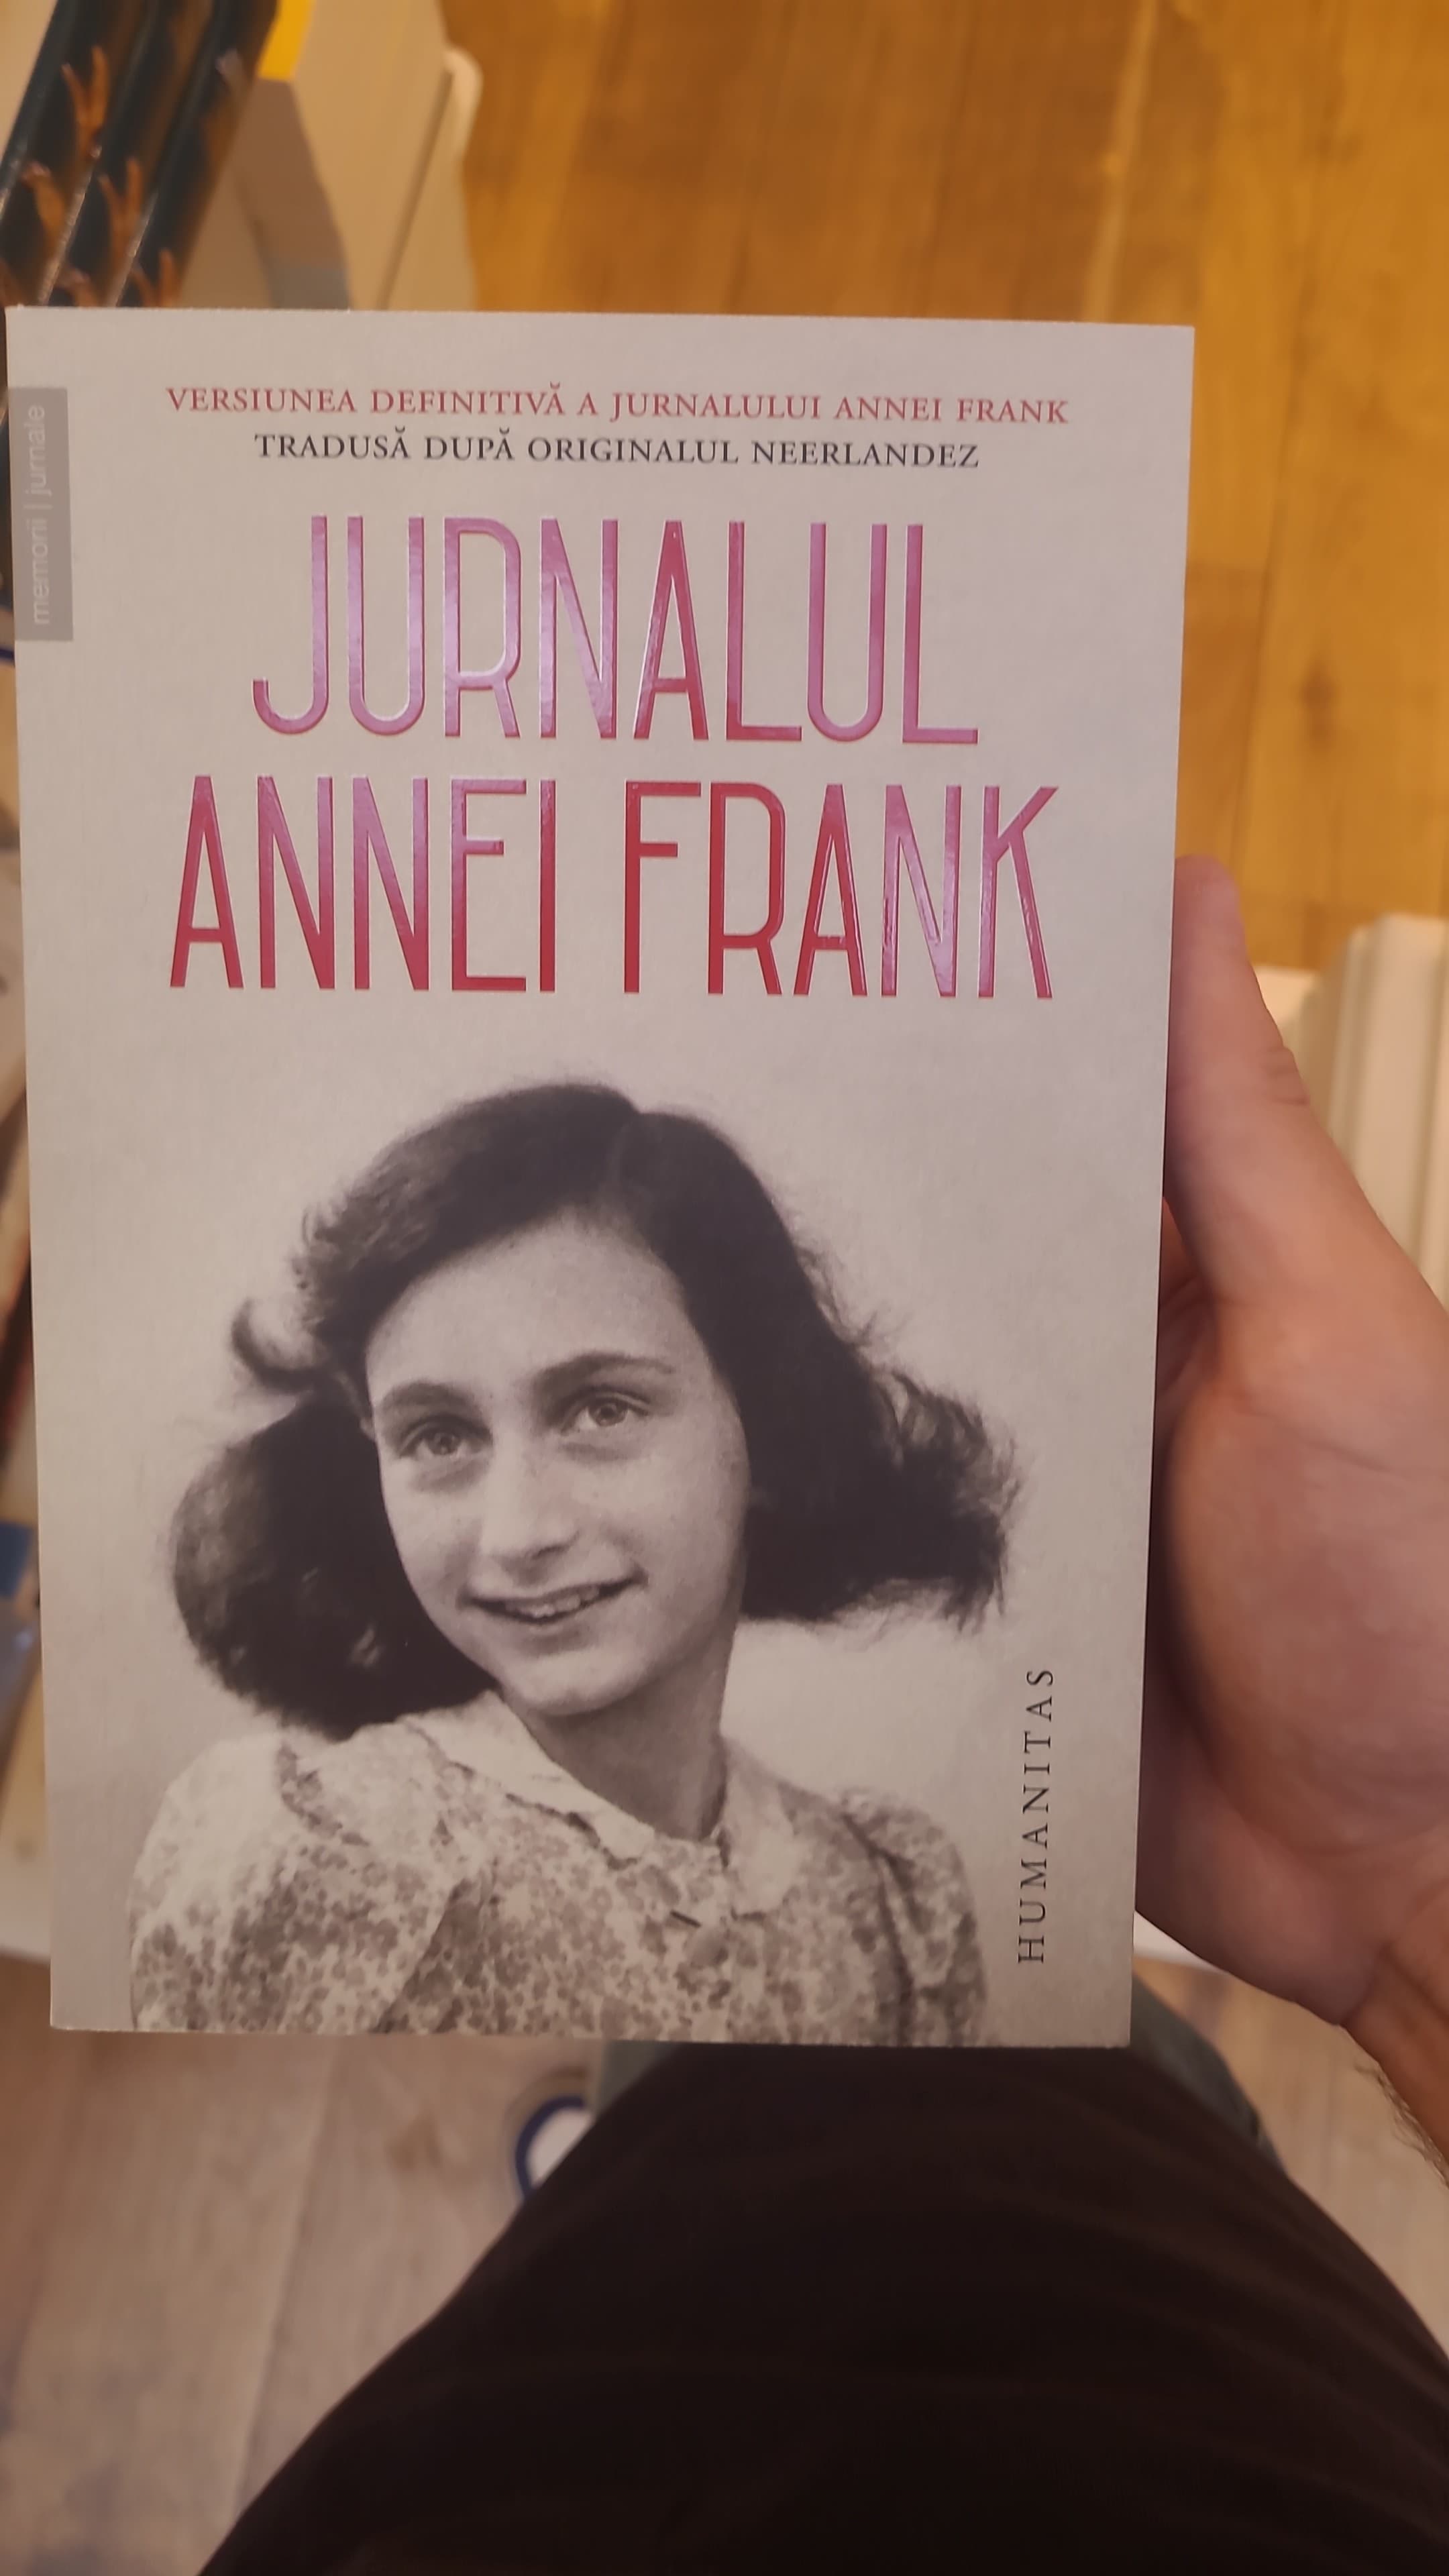 VERSIUNEA DEFINITIVĂ A JURNALULUI ANNEI FRANK
TRADUSĂ DUPĂ ORIGINALUL NEERLANDEZ
memorii | jurnale
JURNALUL
ANNEI FRANK
HUMANITAS